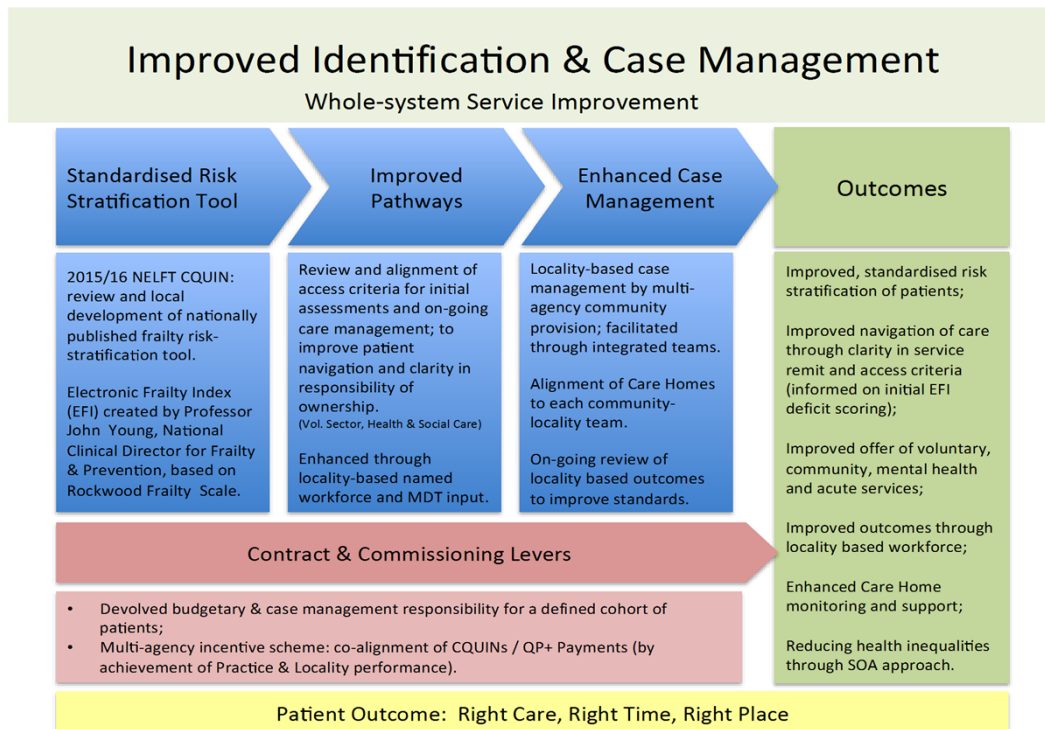 Improved Identification & Case Management
Whole-system Service Improvement
Standardised Risk
Stratification Tool
Improved
Pathways
Enhanced Case
Management
Outcomes
2015/16 NELFT CQUIN:
review and local
development of nationally
published frailty risk-
stratification tool.
Electronic Frailty Index
(EFI) created by Professor
John Young, National
Clinical Director for Frailty
& Prevention, based on
Rockwood Frailty Scale.
Review and alignment of
access criteria for initial
assessments and on-going
care management; to
improve patient
navigation and clarity in
responsibility of
ownership.
(Vol. Sector, Health & Social Care)
Enhanced through
locality-based named
workforce and MDT input.
Locality-based case
management by multi-
agency community
provision; facilitated
through integrated teams.
Alignment of Care Homes
to each community-
locality team.
On-going review of
locality based outcomes
to improve standards.
Improved, standardised risk
stratification of patients;
Improved navigation of care
through clarity in service
remit and access criteria
(informed on initial EFI
deficit scoring);
Improved offer of voluntary,
community, mental health
and acute services;
Improved outcomes through
locality based workforce;
Enhanced Care Home
monitoring and support;
Reducing health inequalities
through SOA approach.
Contract & Commissioning Levers
• Devolved budgetary & case management responsibility for a defined cohort of
patients;
• Multi-agency incentive scheme: co-alignment of CQUINs / QP+ Payments (by
achievement of Practice & Locality performance).
Patient Outcome: Right Care, Right Time, Right Place